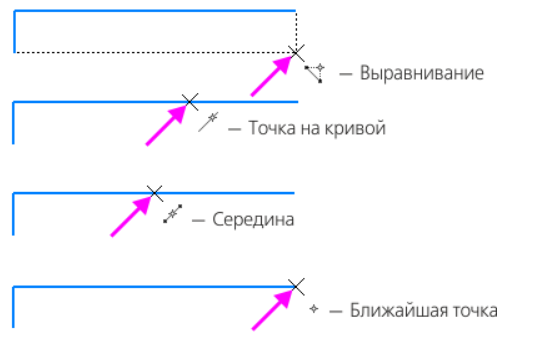 — Выравнивание
— Точка на кривой
— Середина
— Ближайшая точка